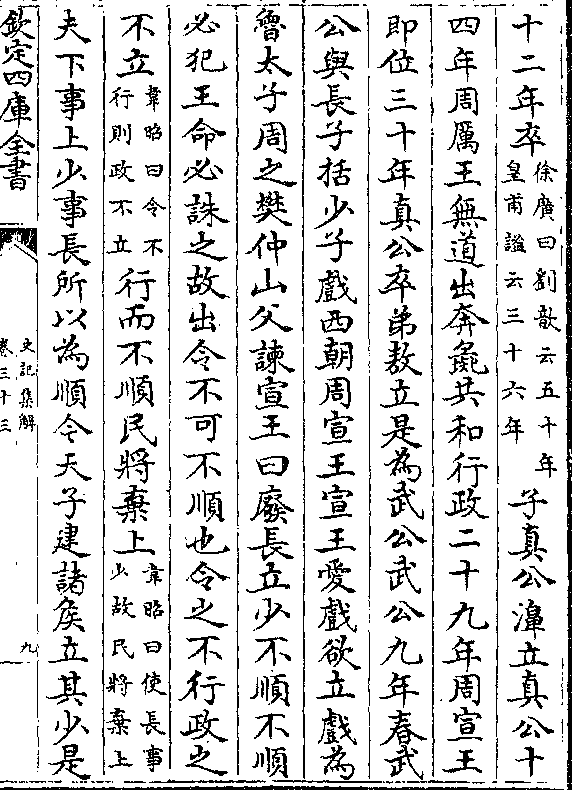 十二年卒徐廣曰劉歆云五十年皇甫謐云三十六年子真公濞立真公十
四年周厲王無道出奔彘共和行政二十九年周宣王
即位三十年真公卒弟敖立是為武公武公九年春武
公與長子括少子戲西朝周宣王宣王愛戲欲立戲為
魯太子周之樊仲山父諫宣王曰廢長立少不順不順
必犯王命必誅之故出令不可不順也令之不行政之
不立韋昭曰令不行則政不立行而不順民將棄上韋昭曰使長事少故民將棄上
夫下事上少事長所以為順今天子建諸侯立其少是
欽定四庫全書
史記集解
卷三十三
九